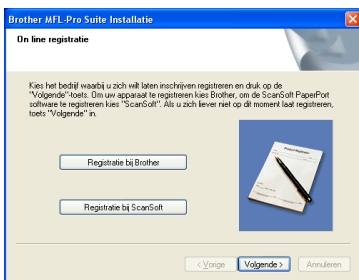 Brother MFL-Pro Suite Installatie
On line registratie
Kies het bedrijf waarbij u zich wilt laten inschrijven registreren en druk op de
"Volgende"-toets. Om uw apparaat te registreren kies Brother, om de ScanSoft PaperPort
software te registreren kies "ScanSoft". Als u zich liever niet op dit moment laat registreren,
toets "Volgende" in.
Registratie bij Brother
Registratie bij ScanSoft
Product Registration
< Vorige
Volgende >
Annuleren